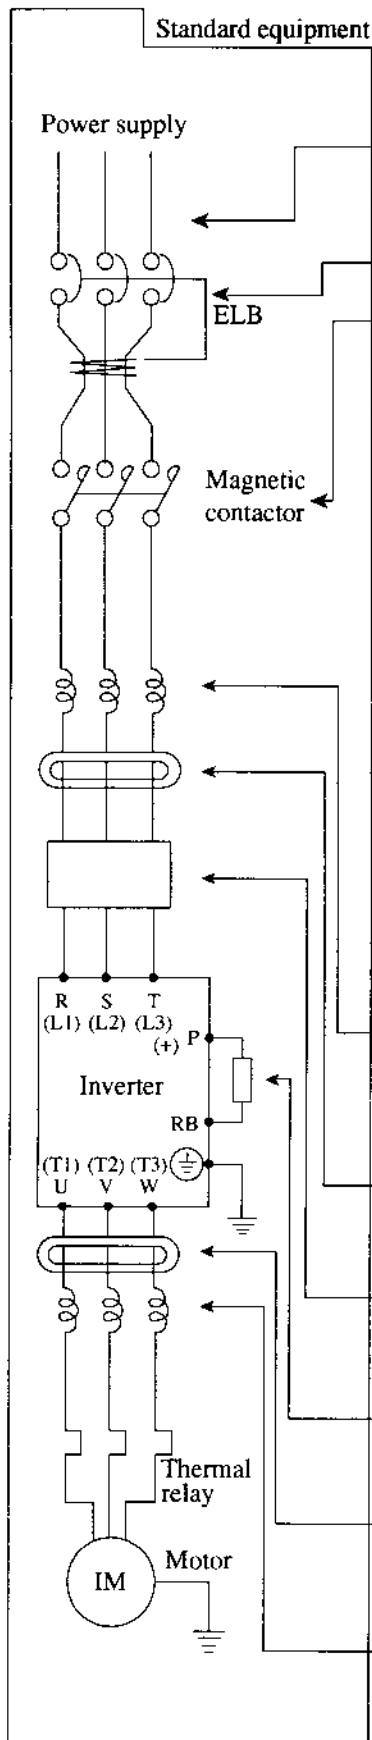 Standard equipment
Power supply
ELB
Magnetic
contactor
R S T
(L1) (L2) (L3)
(+) P
Inverter
RB
(T1) (T2) (T3)
U V W
Thermal
relay
Motor
IM